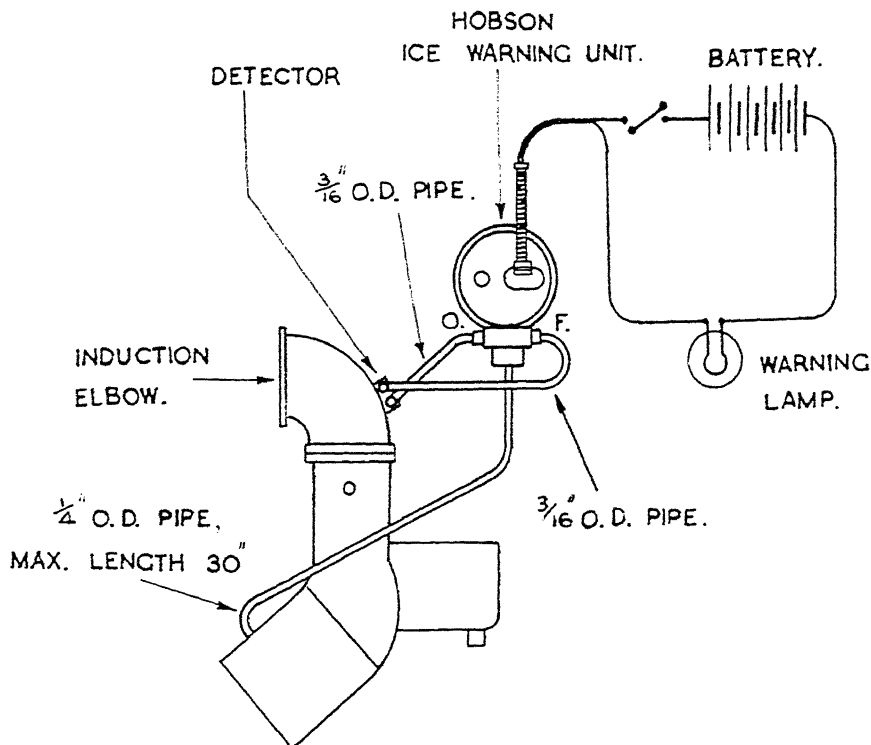 HOBSON
ICE WARNING UNIT.
BATTERY.
DETECTOR
3/16" O.D. PIPE.
O.
F.
INDUCTION
ELBOW.
WARNING
LAMP.
1/4" O.D. PIPE,
MAX. LENGTH 30"
3/16" O.D. PIPE.